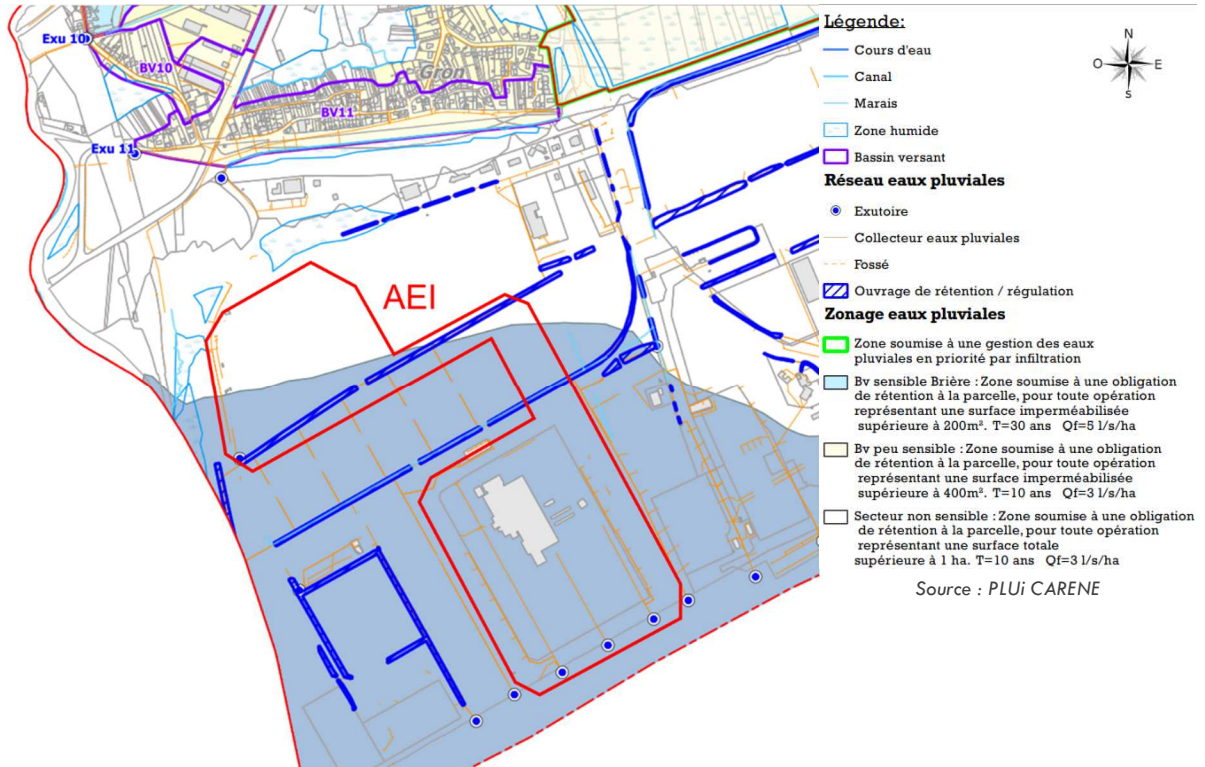 Exu 10
BV10
Gron
BV11
Exu 11
AEI
Légende:
Cours d'eau
Canal
Marais
Zone humide
Bassin versant
Réseau eaux pluviales
Exutoire
Collecteur eaux pluviales
Fossé
Ouvrage de rétention / régulation
Zonage eaux pluviales
Zone soumise à une gestion des eaux
pluviales en priorité par infiltration
Bv sensible Brière : Zone soumise à une obligation
de rétention à la parcelle, pour toute opération
représentant une surface imperméabilisée
supérieure à 200m². T=30 ans Qf=5 l/s/ha
Bv peu sensible : Zone soumise à une obligation
de rétention à la parcelle, pour toute opération
représentant une surface imperméabilisée
supérieure à 400m². T=10 ans Qf=3 l/s/ha
Secteur non sensible : Zone soumise à une obligation
de rétention à la parcelle, pour toute opération
représentant une surface totale
supérieure à 1 ha. T=10 ans Qf=3 l/s/ha
Source : PLUi CARENE
N
O
E
S